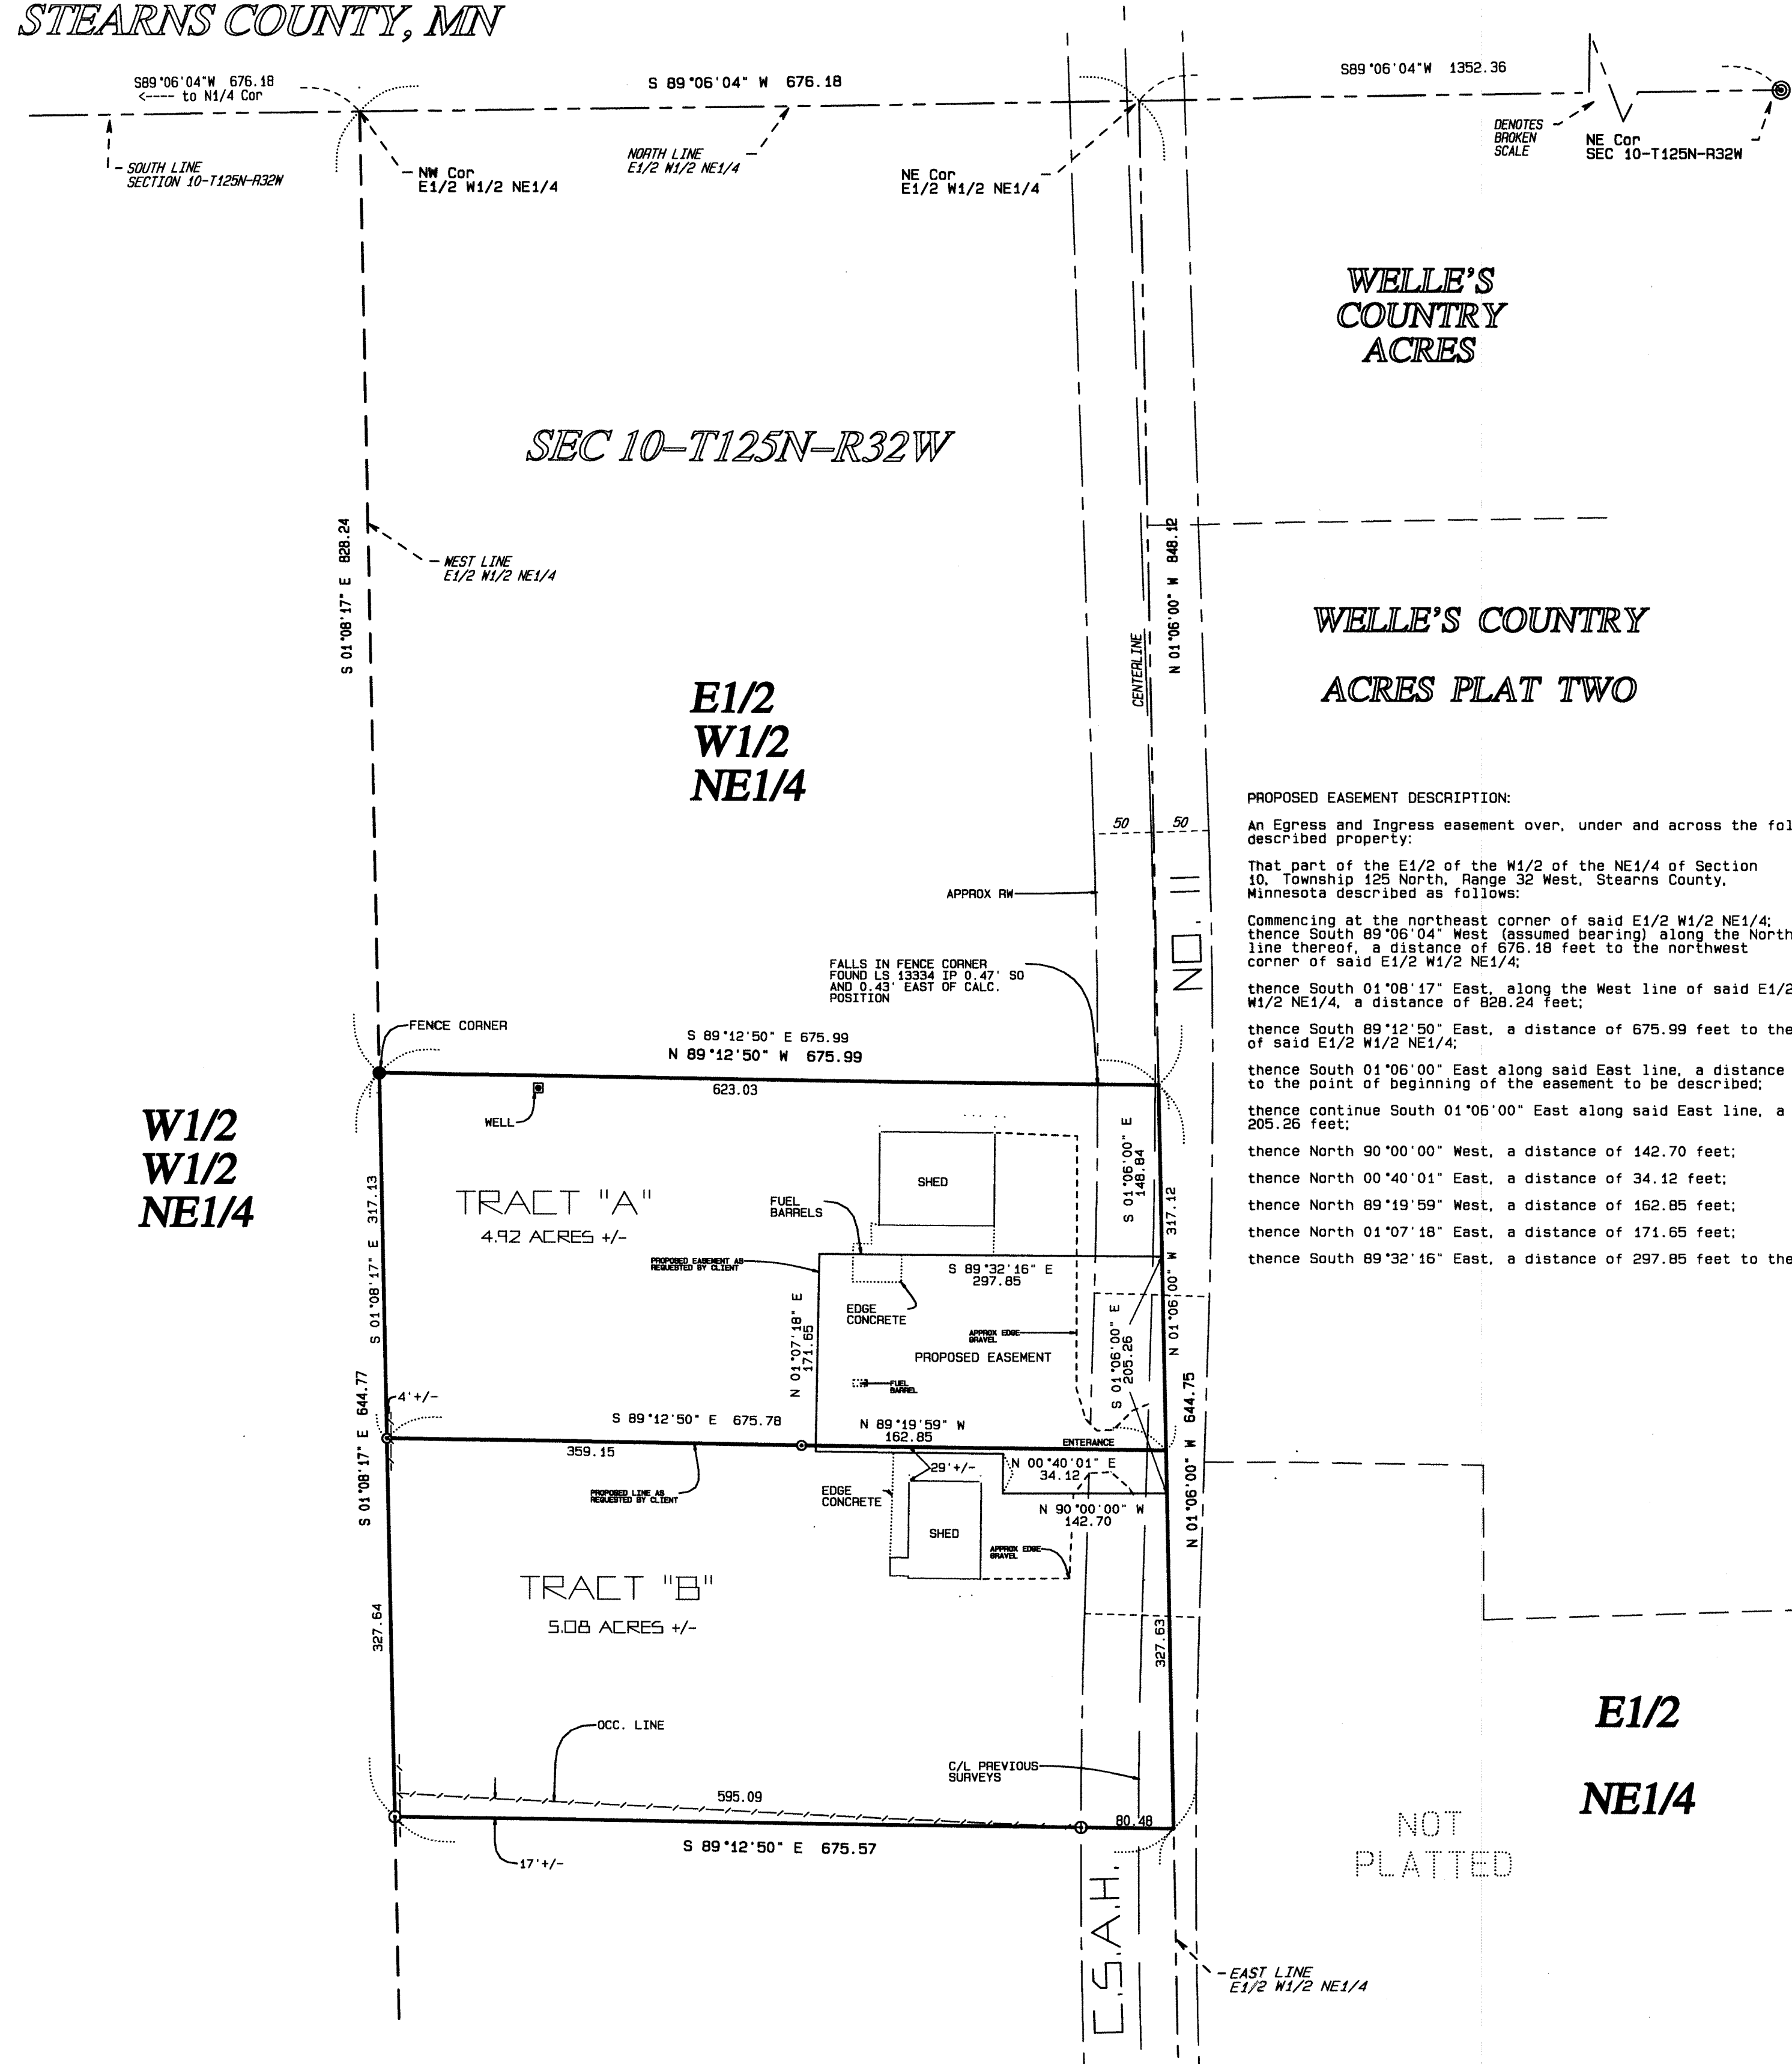 STEARNS COUNTY, MN
S89°06'04"W 676.18
<---- to N1/4 Cor
S 89°06'04" W 676.18
S89°06'04"W 1352.36
SOUTH LINE
SECTION 10-T125N-R32W
NW Cor
E1/2 W1/2 NE1/4
NORTH LINE
E1/2 W1/2 NE1/4
NE Cor
E1/2 W1/2 NE1/4
DENOTES
BROKEN
SCALE
NE Cor
SEC 10-T125N-R32W
WELLE'S
COUNTRY
ACRES
SEC 10-T125N-R32W
S 01°08'17" E 828.24
WEST LINE
E1/2 W1/2 NE1/4
N 01°06'00" W 848.12
CENTERLINE
WELLE'S COUNTRY
ACRES PLAT TWO
E1/2
W1/2
NE1/4
50
50
APPROX RW
NO. 11
PROPOSED EASEMENT DESCRIPTION:
An Egress and Ingress easement over, under and across the fol
described property:
That part of the E1/2 of the W1/2 of the NE1/4 of Section
10, Township 125 North, Range 32 West, Stearns County,
Minnesota described as follows:
Commencing at the northeast corner of said E1/2 W1/2 NE1/4;
thence South 89°06'04" West (assumed bearing) along the North
line thereof, a distance of 676.18 feet to the northwest
corner of said E1/2 W1/2 NE1/4;
thence South 01°08'17" East, along the West line of said E1/2
W1/2 NE1/4, a distance of 828.24 feet;
thence South 89°12'50" East, a distance of 675.99 feet to the
of said E1/2 W1/2 NE1/4;
thence South 01°06'00" East along said East line, a distance
to the point of beginning of the easement to be described;
thence continue South 01°06'00" East along said East line, a
205.26 feet;
thence North 90°00'00" West, a distance of 142.70 feet;
thence North 00°40'01" East, a distance of 34.12 feet;
thence North 89°19'59" West, a distance of 162.85 feet;
thence North 01°07'18" East, a distance of 171.65 feet;
thence South 89°32'16" East, a distance of 297.85 feet to the
FALLS IN FENCE CORNER
FOUND LS 13334 IP 0.47' SO
AND 0.43' EAST OF CALC.
POSITION
FENCE CORNER
S 89°12'50" E 675.99
N 89°12'50" W 675.99
623.03
WELL
W1/2
W1/2
NE1/4
TRACT "A"
4.92 ACRES +/-
S 01°08'17" E 317.13
FUEL
BARRELS
SHED
S 01°06'00" E
148.84
317.12
N 01°06'00" W
PROPOSED EASEMENT AS
REQUESTED BY CLIENT
S 89°32'16" E
297.85
EDGE
CONCRETE
N 01°07'18" E
171.65
APPROX EDGE
GRAVEL
PROPOSED EASEMENT
S 01°06'00" E
205.26
FUEL
BARREL
S 01°08'17" E 644.77
4'+/-
S 89°12'50" E 675.78
359.15
N 89°19'59" W
162.85
ENTERANCE
N 01°06'00" W 644.75
29'+/-
N 00°40'01" E
34.12
PROPOSED LINE AS
REQUESTED BY CLIENT
EDGE
CONCRETE
N 90°00'00" W
142.70
SHED
APPROX EDGE
GRAVEL
TRACT "B"
5.08 ACRES +/-
327.64
327.63
OCC. LINE
C/L PREVIOUS
SURVEYS
595.09
80.48
S 89°12'50" E 675.57
17'+/-
E1/2
NE1/4
NOT
PLATTED
C.S.A.H.
EAST LINE
E1/2 W1/2 NE1/4